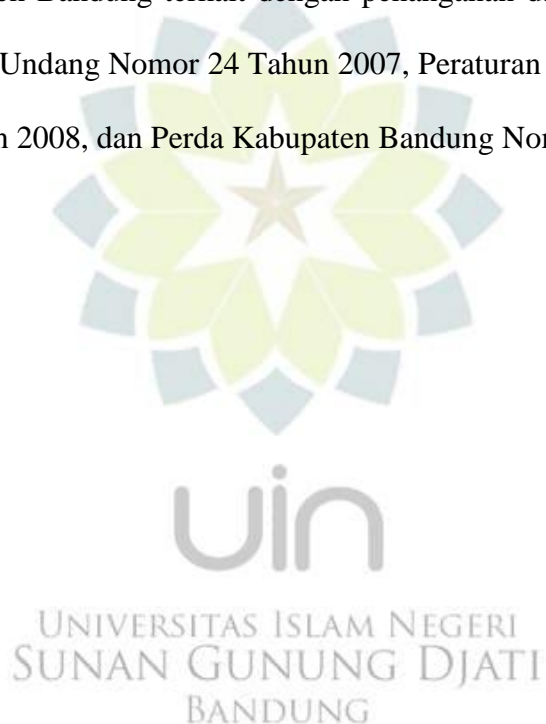 Bandung terkait dengan penanganan
Undang Nomor 24 Tahun 2007, Peraturan
2008, dan Perda Kabupaten Bandung
uin
UNIVERSITAS ISLAM NEGERI
SUNAN GUNUNG DJATI
BANDUNG